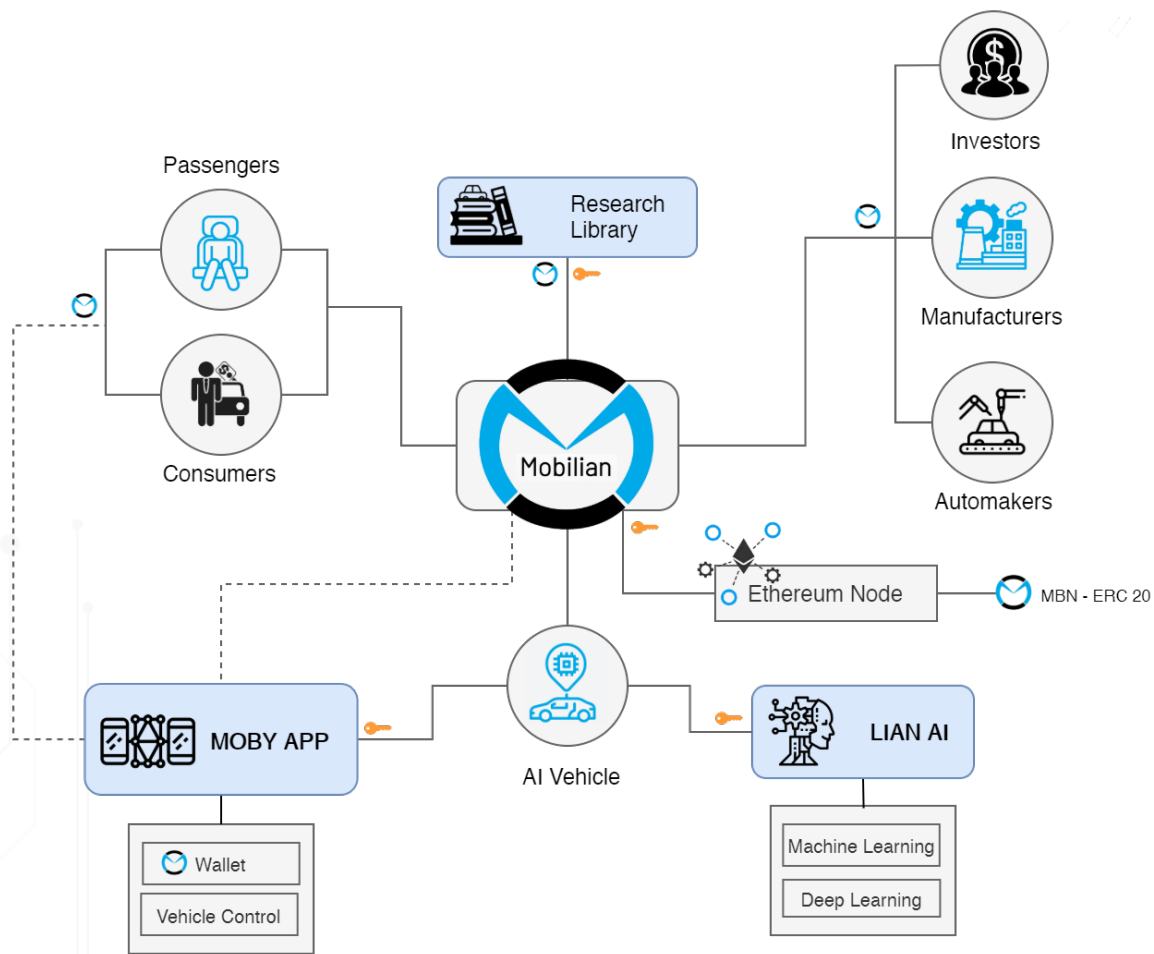 Investors
Passengers
Research
Library
Manufacturers
Consumers
Mobilian
Automakers
Ethereum Node
MBN - ERC 20
MOBY APP
LIAN AI
AI Vehicle
Wallet
Vehicle Control
Machine Learning
Deep Learning